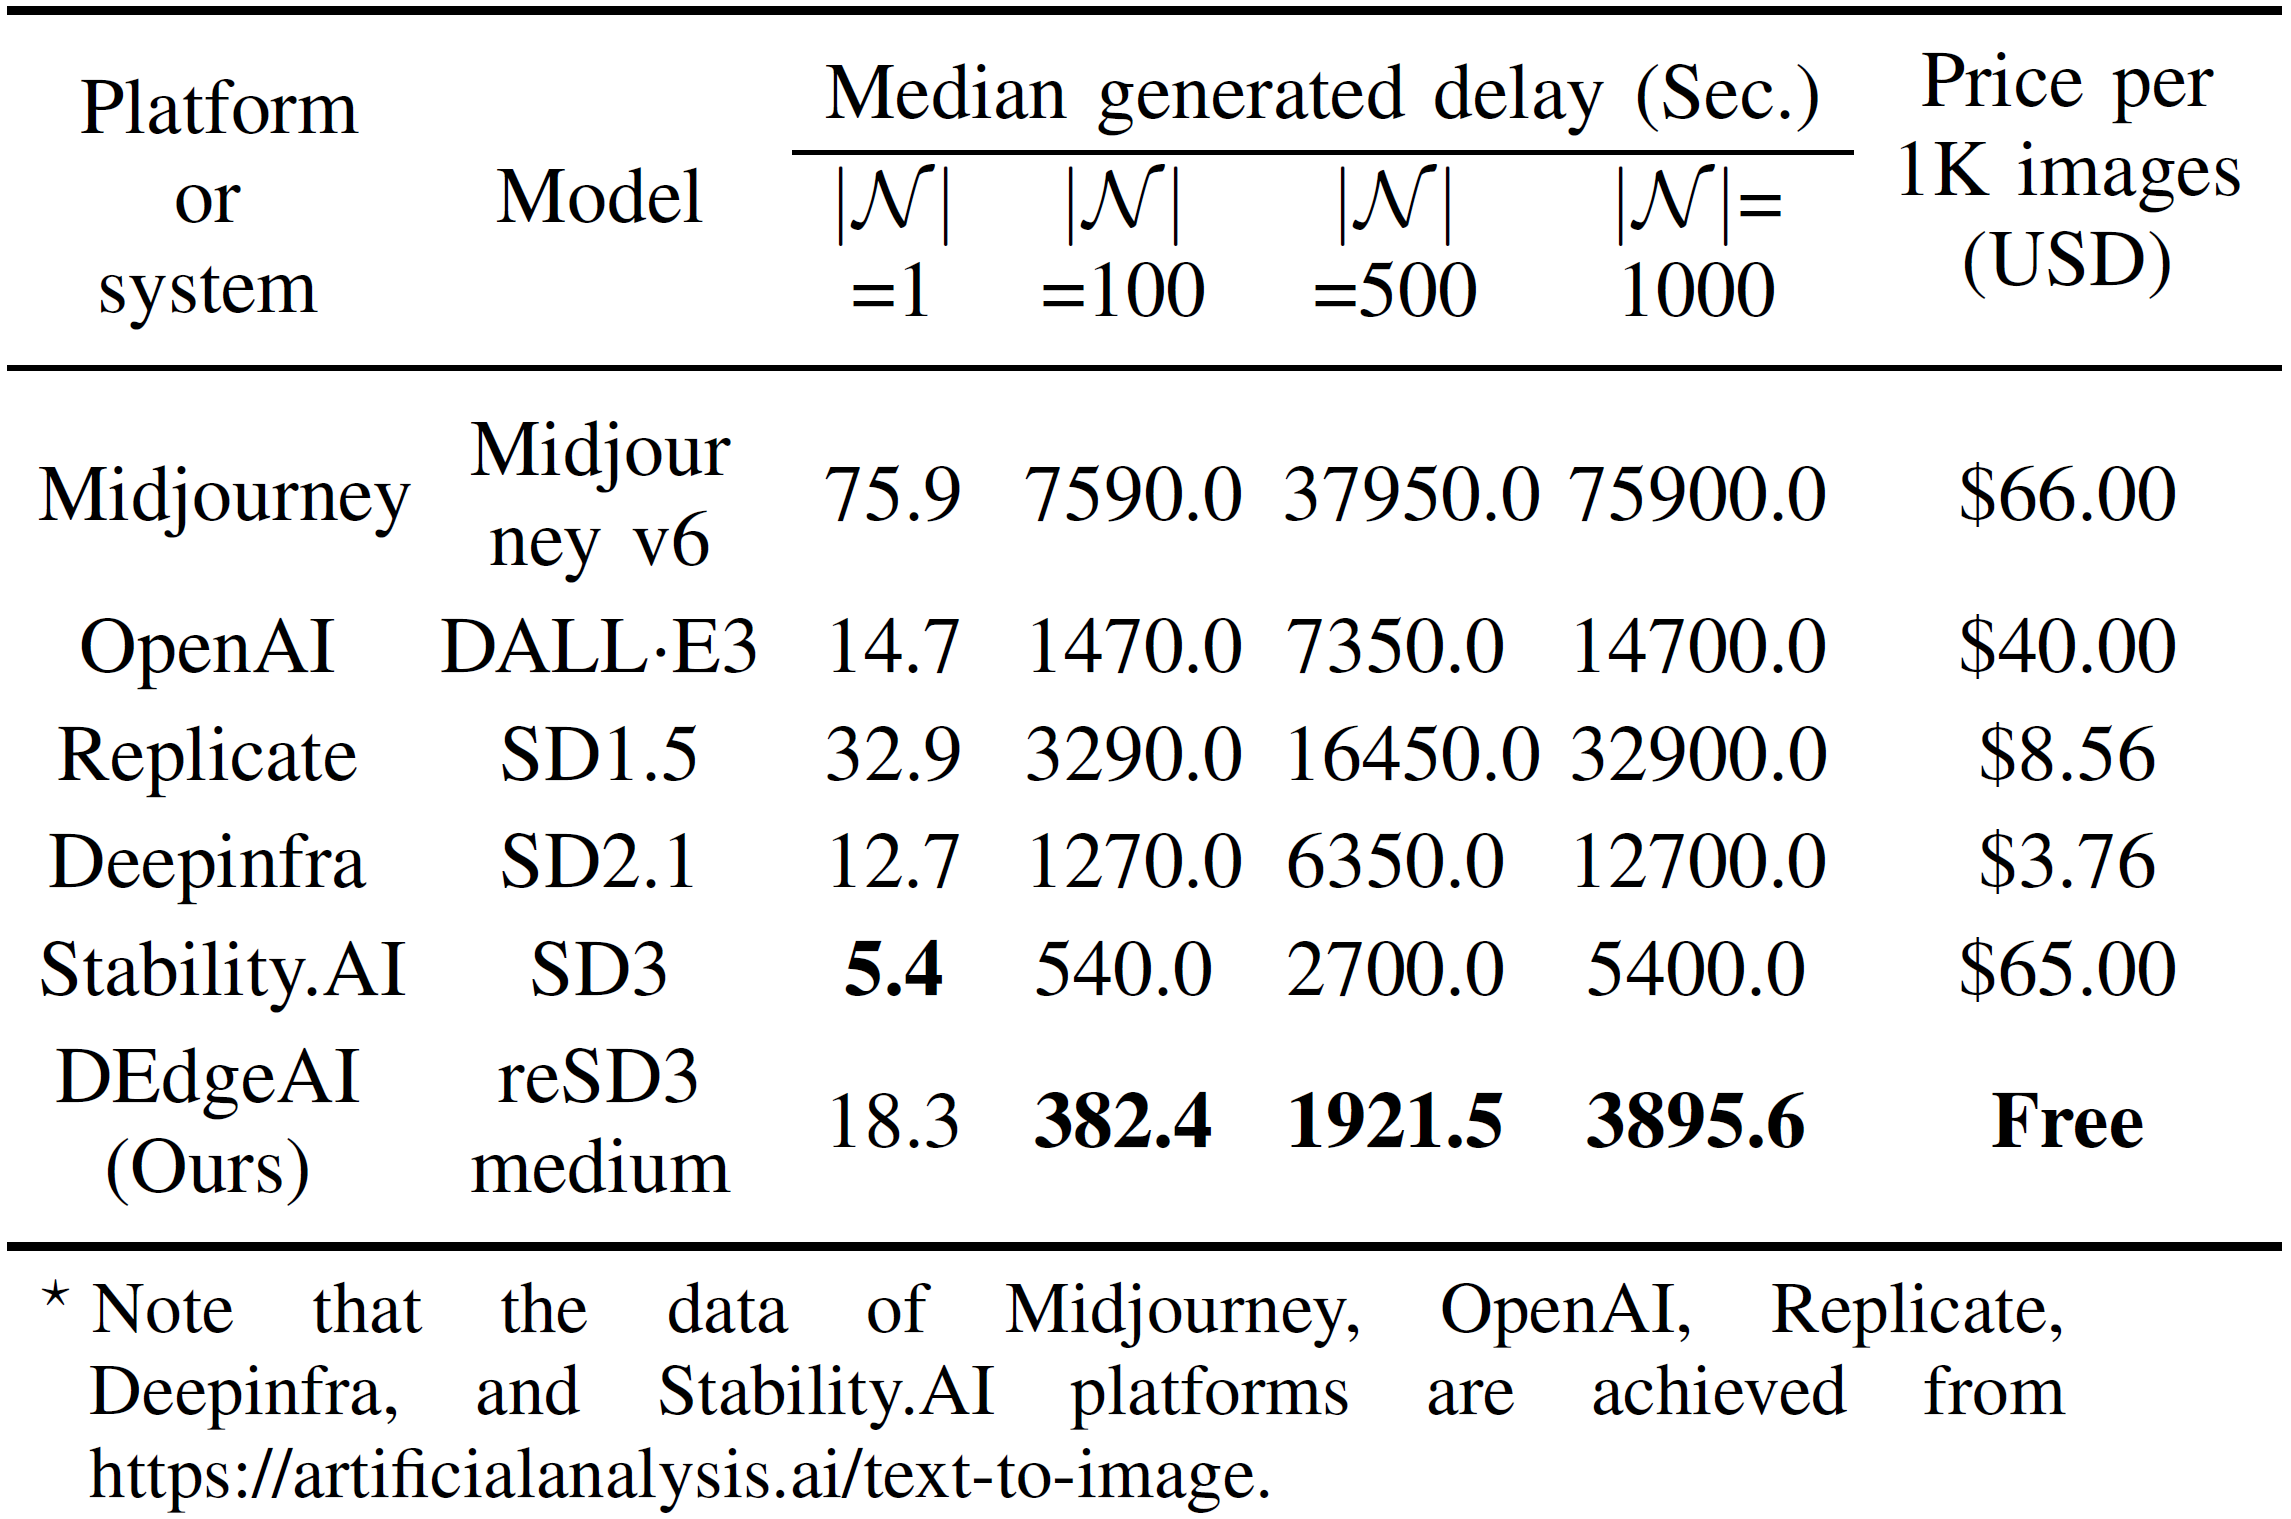 Platform or system Model Median generated delay (Sec.) Price per 1K images (USD)
|𝒩| =1 |𝒩| =100 |𝒩| =500 |𝒩|= 1000
Midjourney Midjour ney v6 75.9 7590.0 37950.0 75900.0 $66.00
OpenAI DALL·E3 14.7 1470.0 7350.0 14700.0 $40.00
Replicate SD1.5 32.9 3290.0 16450.0 32900.0 $8.56
Deepinfra SD2.1 12.7 1270.0 6350.0 12700.0 $3.76
Stability.AI SD3 5.4 540.0 2700.0 5400.0 $65.00
DEdgeAI (Ours) reSD3 medium 18.3 382.4 1921.5 3895.6 Free
⋆ Note that the data of Midjourney, OpenAI, Replicate,
Deepinfra, and Stability.AI platforms are achieved from
https://artificialanalysis.ai/text-to-image.